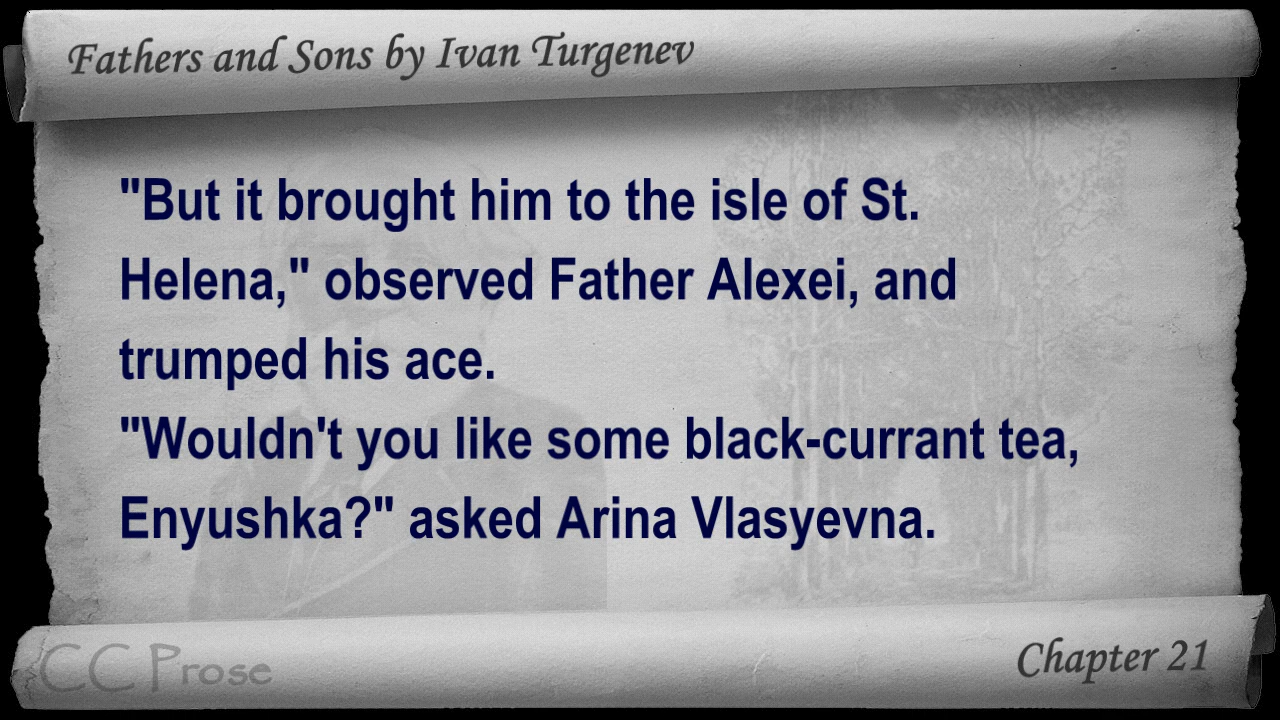 Fathers and Sons by Ivan Turgenev
"But it brought him to the isle of St.
Helena," observed Father Alexei, and
trumped his ace.
"Wouldn't you like some black-currant tea,
Enyushka?" asked Arina Vlasyevna.
CC Prose
Chapter 21